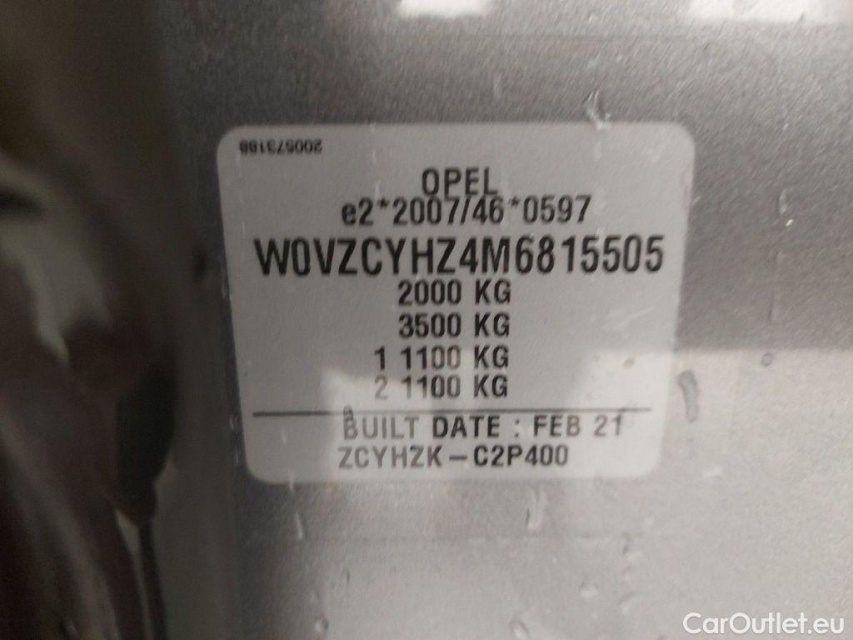 200573188
OPEL
e2*2007/46*0597
W0VZCYHZ4M6815505
2000 KG
3500 KG
1 1100 KG
2 1100 KG
BUILT DATE : FEB 21
ZCYHZK-C2P400
CarOutlet.eu